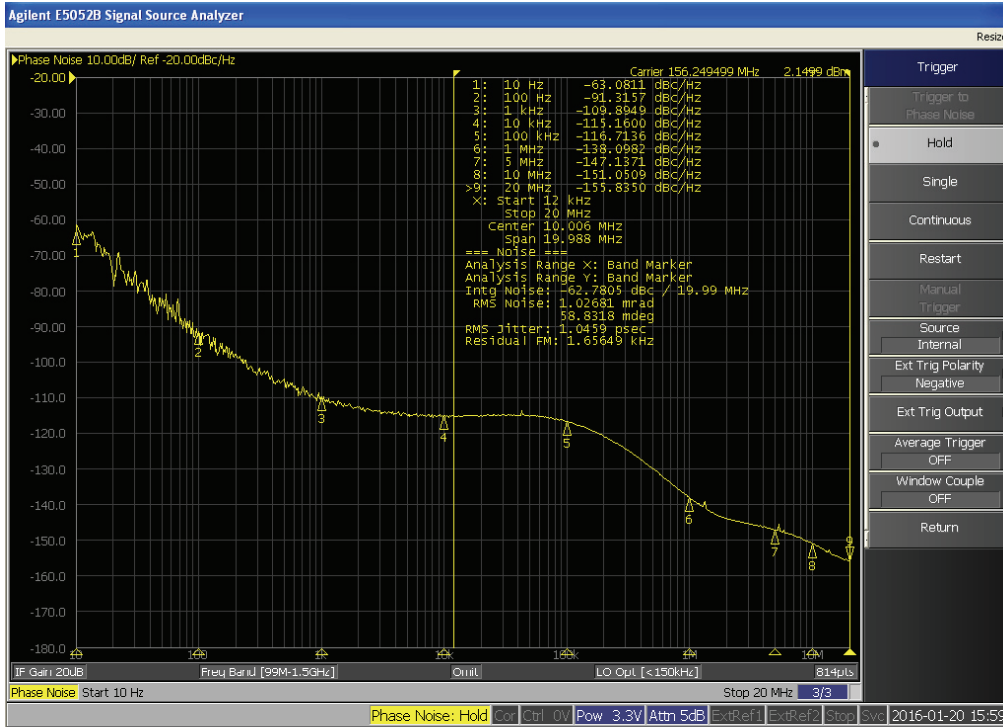 Agilent E5052B Signal Source Analyzer
Resize
Phase Noise 10.00dB/ Ref -20.00dBc/Hz
Carrier 156.249499 MHz 2.1499 dBm
-20.00
-30.00
-40.00
-50.00
-60.00
-70.00
-80.00
-90.00
-100.0
-110.0
-120.0
-130.0
-140.0
-150.0
-160.0
-170.0
-180.0
1: 10 Hz -63.0811 dBc/Hz
2: 100 Hz -91.3157 dBc/Hz
3: 1 kHz -109.8949 dBc/Hz
4: 10 kHz -115.1600 dBc/Hz
5: 100 kHz -116.7136 dBc/Hz
6: 1 MHz -138.0982 dBc/Hz
7: 5 MHz -147.1371 dBc/Hz
8: 10 MHz -151.0509 dBc/Hz
>9: 20 MHz -155.8350 dBc/Hz
X: Start 12 kHz
Stop 20 MHz
Center 10.006 MHz
Span 19.988 MHz
=== Noise ===
Analysis Range X: Band Marker
Analysis Range Y: Band Marker
Intg Noise: -62.7805 dBc / 19.99 MHz
RMS Noise: 1.02681 mrad
58.8318 mdeg
RMS Jitter: 1.0459 psec
Residual FM: 1.65649 kHz
1
2
3
4
5
6
7
8
9
10
100
1k
10k
100k
1M
10M
IF Gain 20dB
Freq Band [99M-1.5GHz]
Omit
LO Opt [<150kHz]
814pts
Phase Noise Start 10 Hz
Stop 20 MHz 3/3
Phase Noise: Hold Cor Ctrl 0V Pow 3.3V Attn 5dB ExtRef1 ExtRef2 Stop Svc 2016-01-20 15:59
Trigger
Trigger to
Phase Noise
Hold
Single
Continuous
Restart
Manual
Trigger
Source
Internal
Ext Trig Polarity
Negative
Ext Trig Output
Average Trigger
OFF
Window Couple
OFF
Return